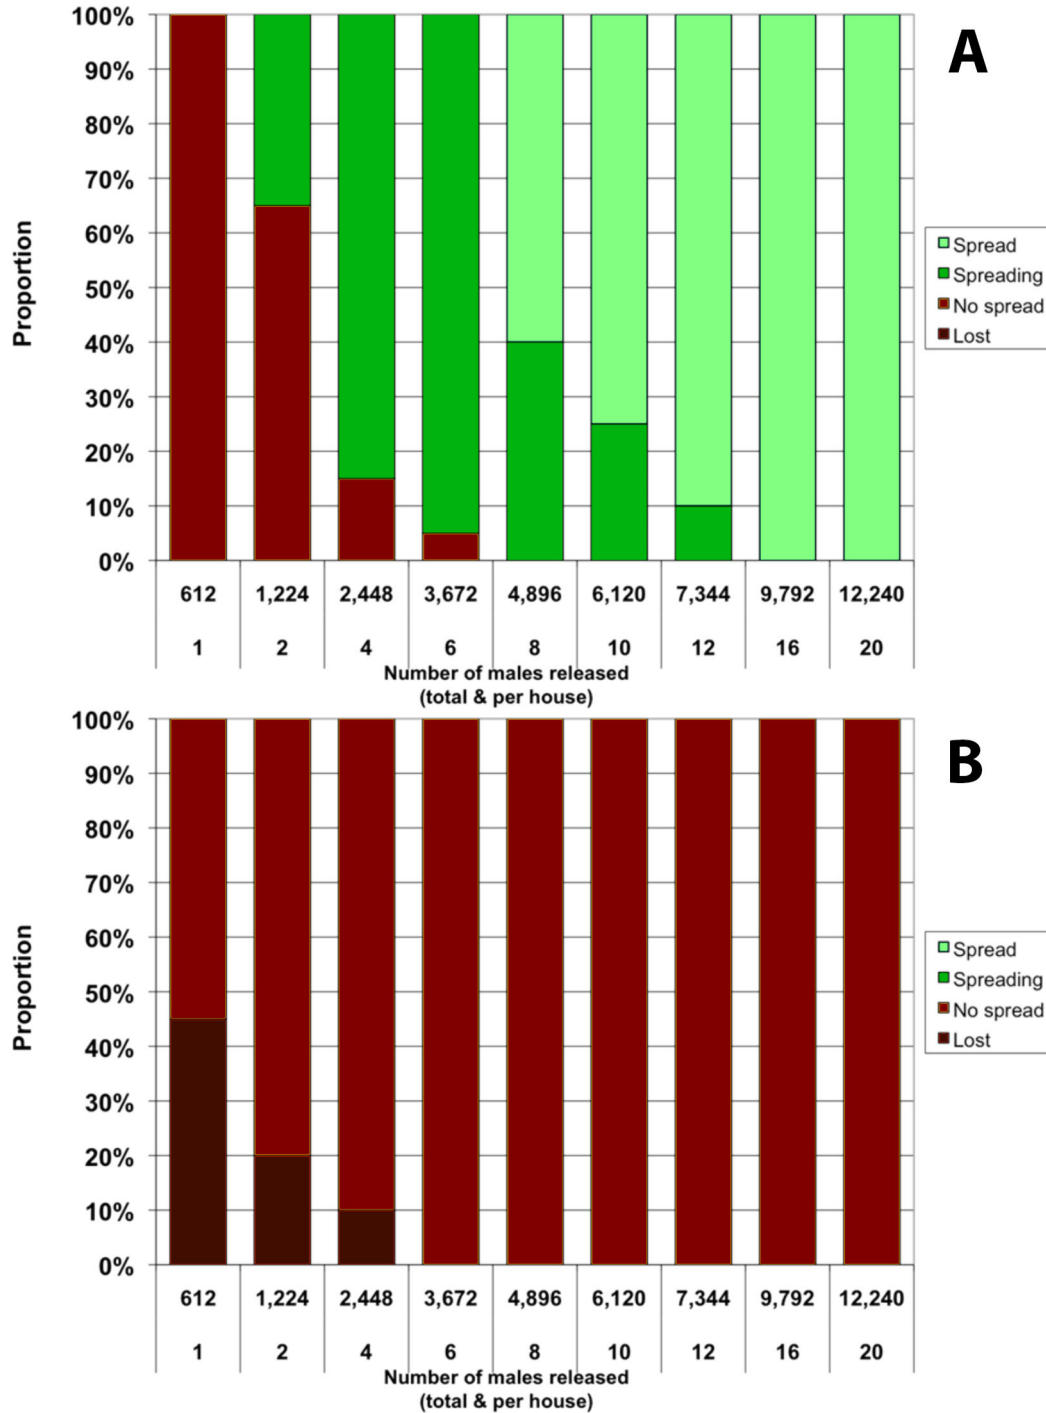 100%
90%
80%
70%
60%
50%
40%
30%
20%
10%
0%
Proportion
A
Spread
Spreading
No spread
Lost
612 1,224 2,448 3,672 4,896 6,120 7,344 9,792 12,240
1 2 4 6 8 10 12 16 20
Number of males released
(total & per house)
100%
90%
80%
70%
60%
50%
40%
30%
20%
10%
0%
Proportion
B
Spread
Spreading
No spread
Lost
612 1,224 2,448 3,672 4,896 6,120 7,344 9,792 12,240
1 2 4 6 8 10 12 16 20
Number of males released
(total & per house)